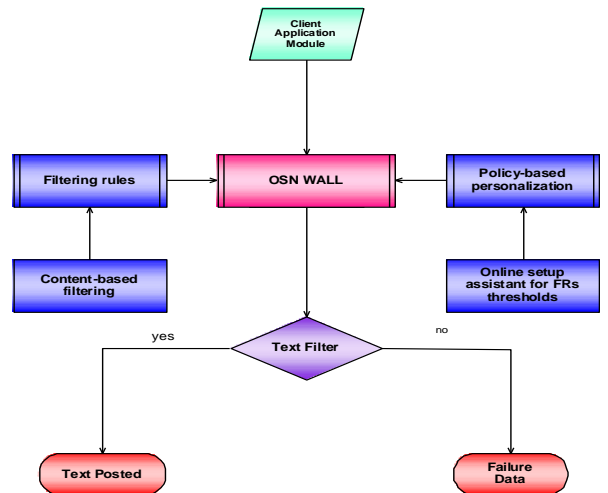 Client
Application
Module
Filtering rules
OSN WALL
Policy-based
personalization
Content-based
filtering
Online setup
assistant for FRs
thresholds
yes
no
Text Filter
Text Posted
Failure
Data